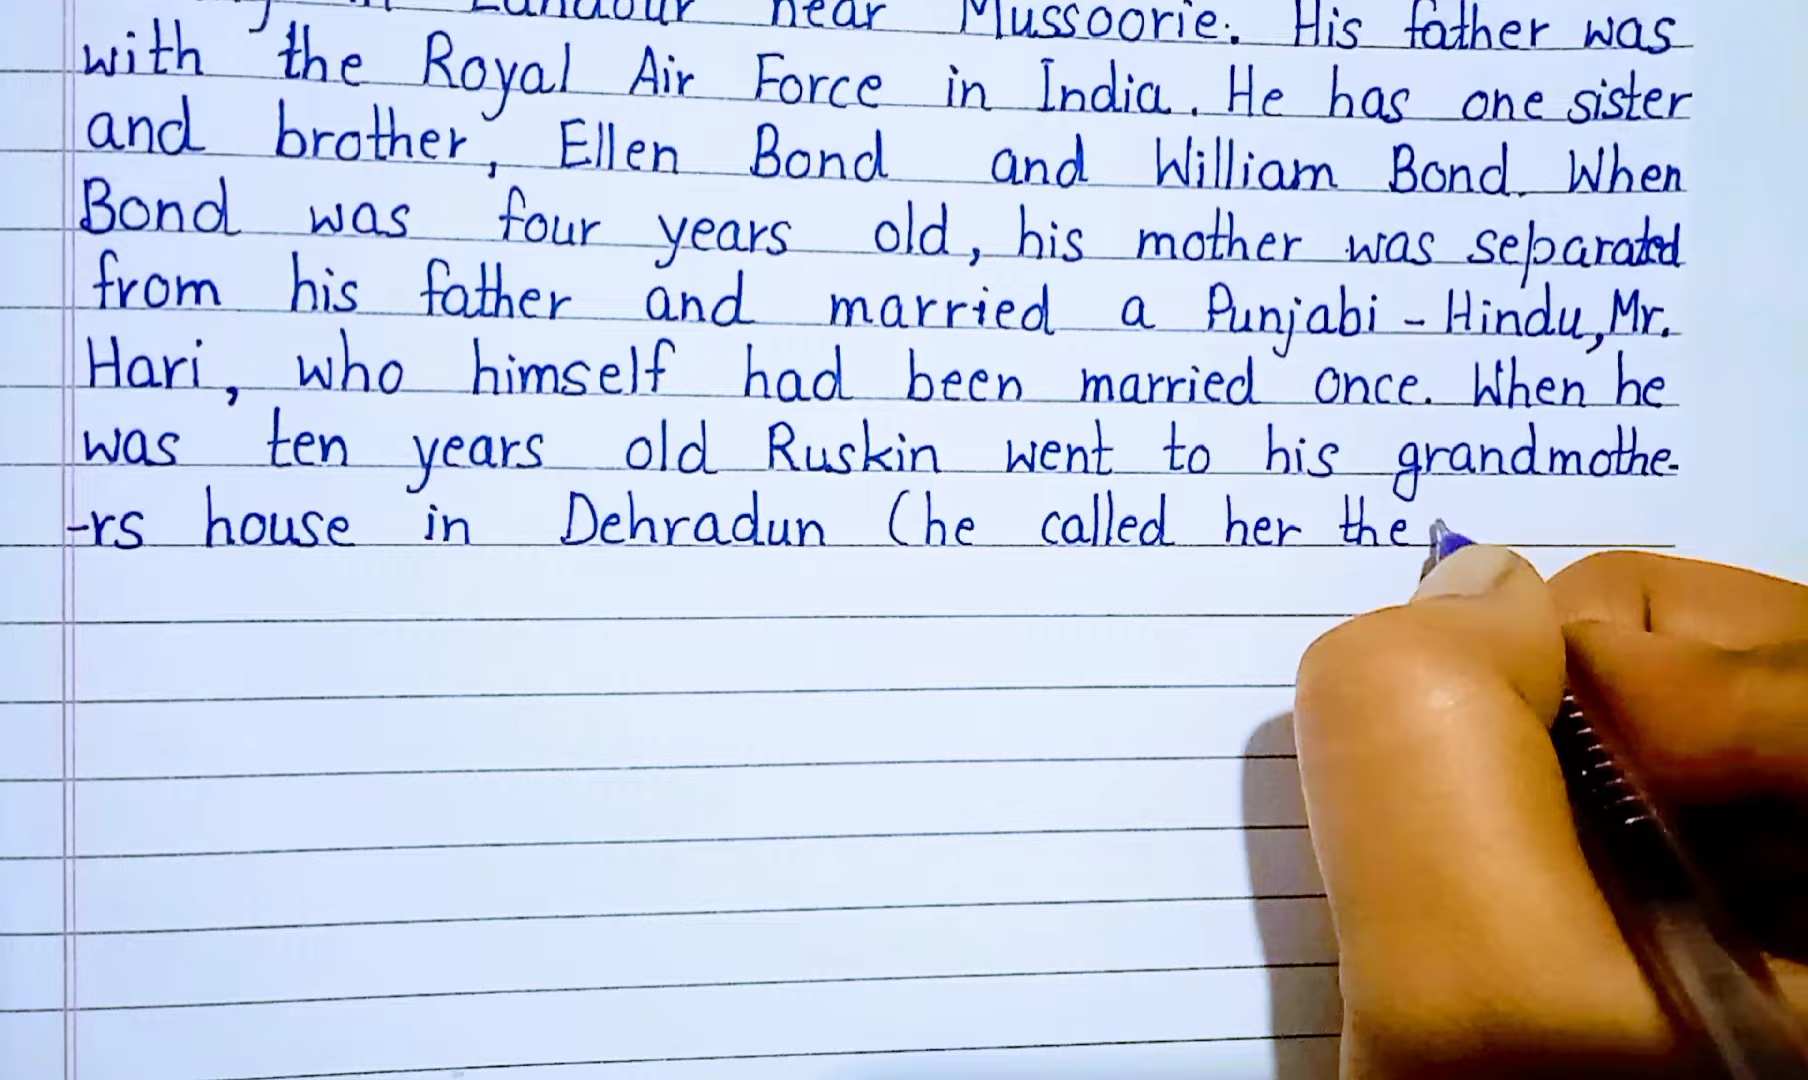 Landour near Mussoorie. His father was
with the Royal Air Force in India. He has one sister
and brother, Ellen Bond and William Bond. When
Bond was four years old, his mother was separated
from his father and married a Punjabi - Hindu, Mr.
Hari, who himself had been married once. When he
was ten years old Ruskin went to his grandmothe-
-rs house in Dehradun (he called her the